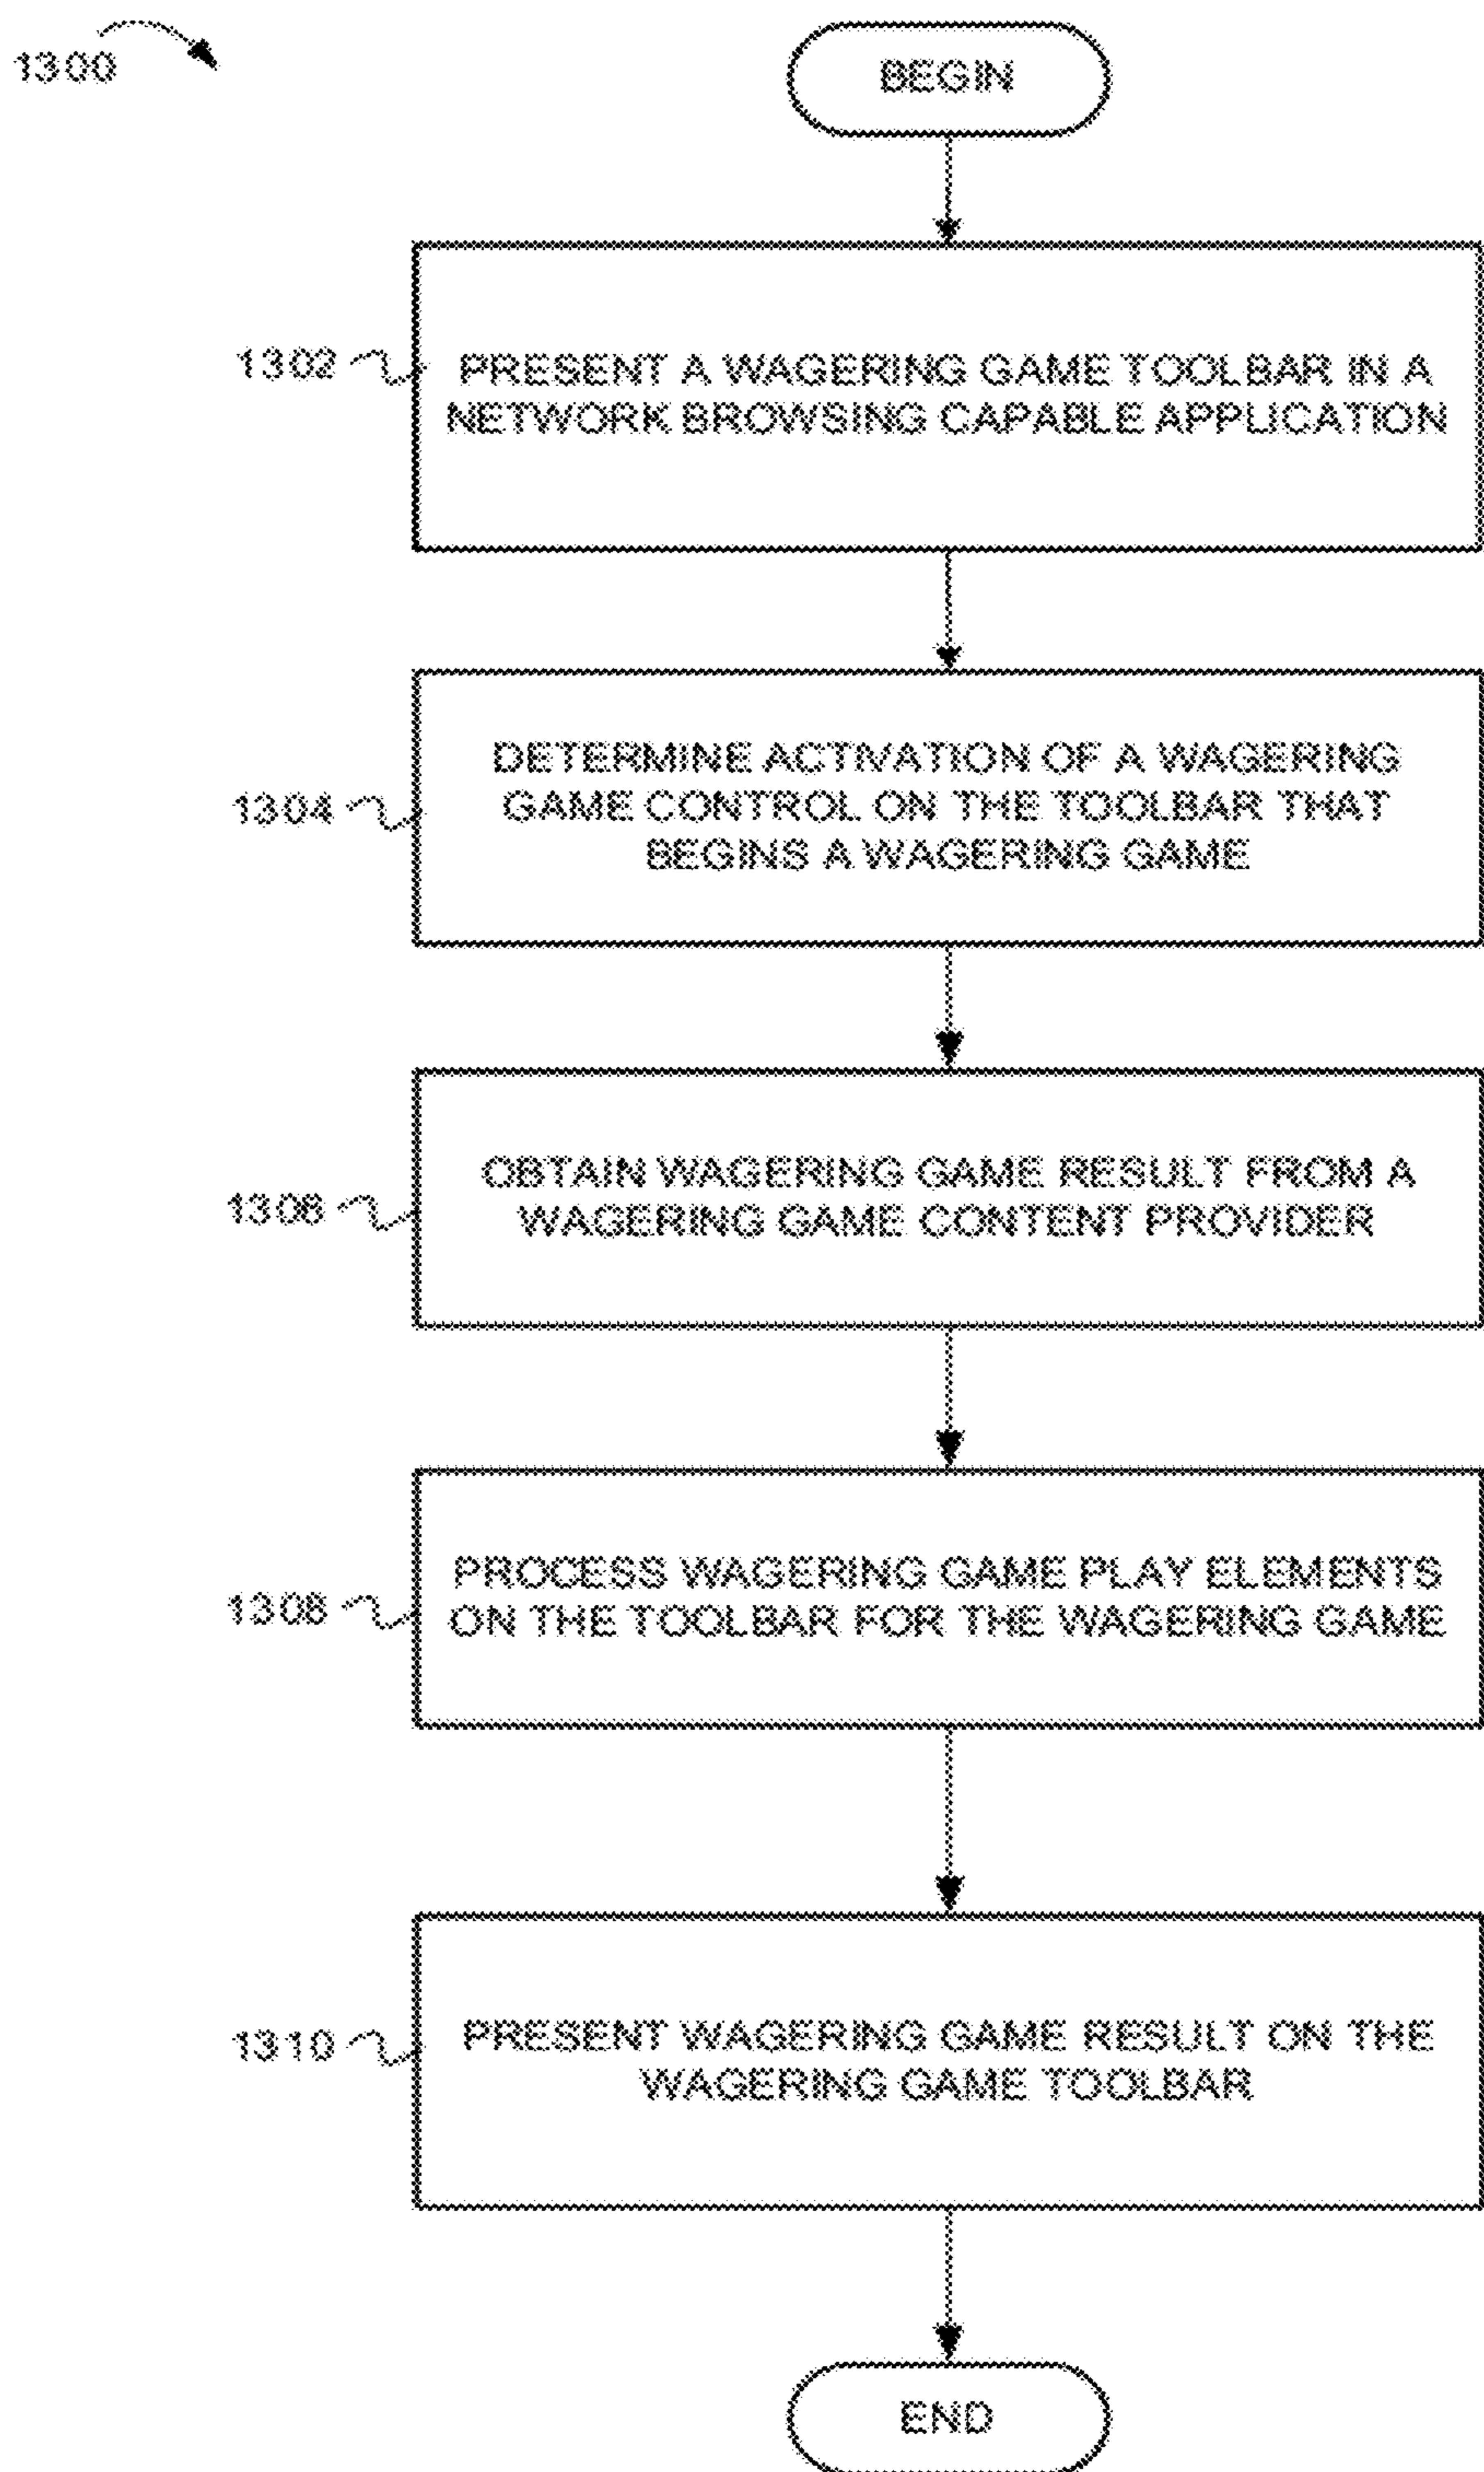 1300
BEGIN
1302
PRESENT A WAGERING GAME TOOLBAR IN A
NETWORK BROWSING CAPABLE APPLICATION
1304
DETERMINE ACTIVATION OF A WAGERING
GAME CONTROL ON THE TOOLBAR THAT
BEGINS A WAGERING GAME
1306
OBTAIN WAGERING GAME RESULT FROM A
WAGERING GAME CONTENT PROVIDER
1308
PROCESS WAGERING GAME PLAY ELEMENTS
ON THE TOOLBAR FOR THE WAGERING GAME
1310
PRESENT WAGERING GAME RESULT ON THE
WAGERING GAME TOOLBAR
END